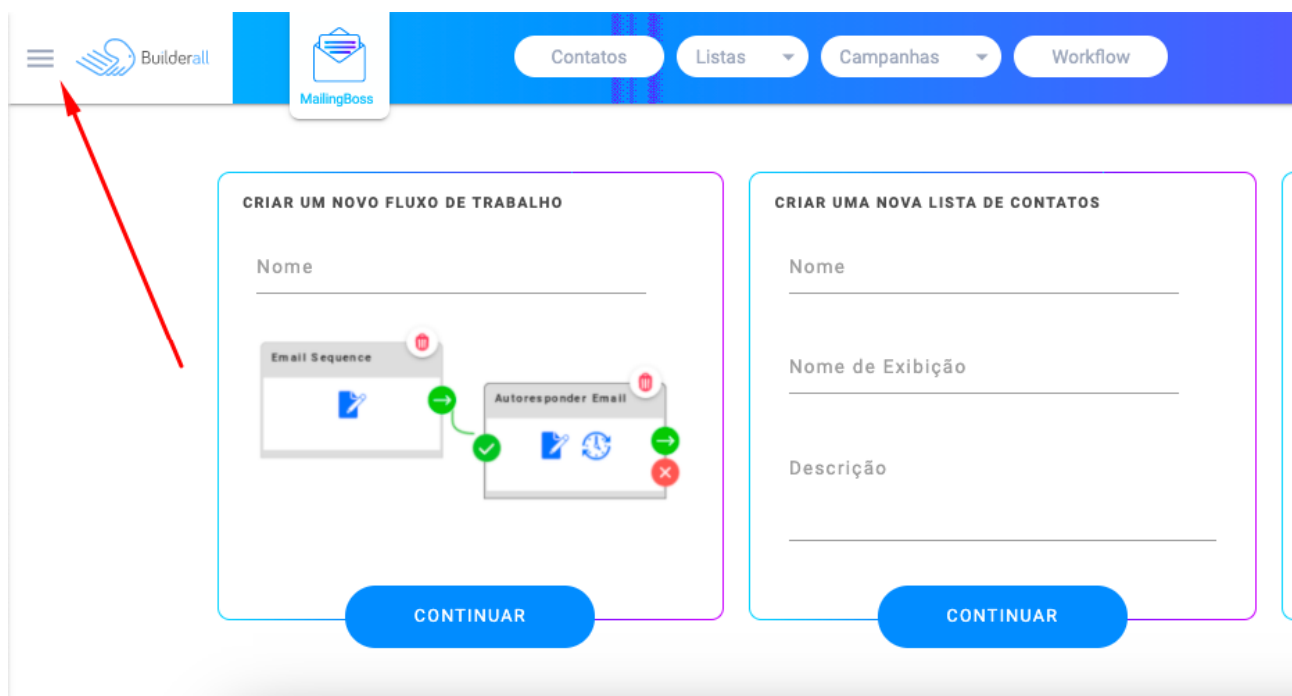 Builderall
MailingBoss
Contatos
Listas
Campanhas
Workflow
CRIAR UM NOVO FLUXO DE TRABALHO
Nome
Email Sequence
Autoresponder Email
CONTINUAR
CRIAR UMA NOVA LISTA DE CONTATOS
Nome
Nome de Exibição
Descrição
CONTINUAR